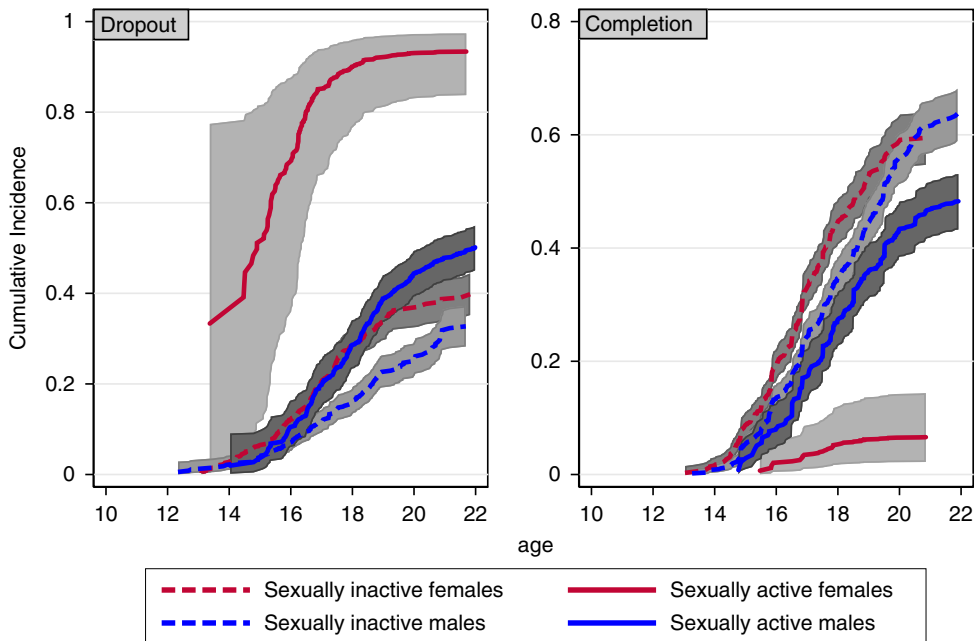 Dropout
Completion
Cumulative Incidence
1
0.8
0.6
0.4
0.2
0
10 12 14 16 18 20 22
0.8
0.6
0.4
0.2
0
10 12 14 16 18 20 22
age
Sexually inactive females Sexually active females
Sexually inactive males Sexually active males